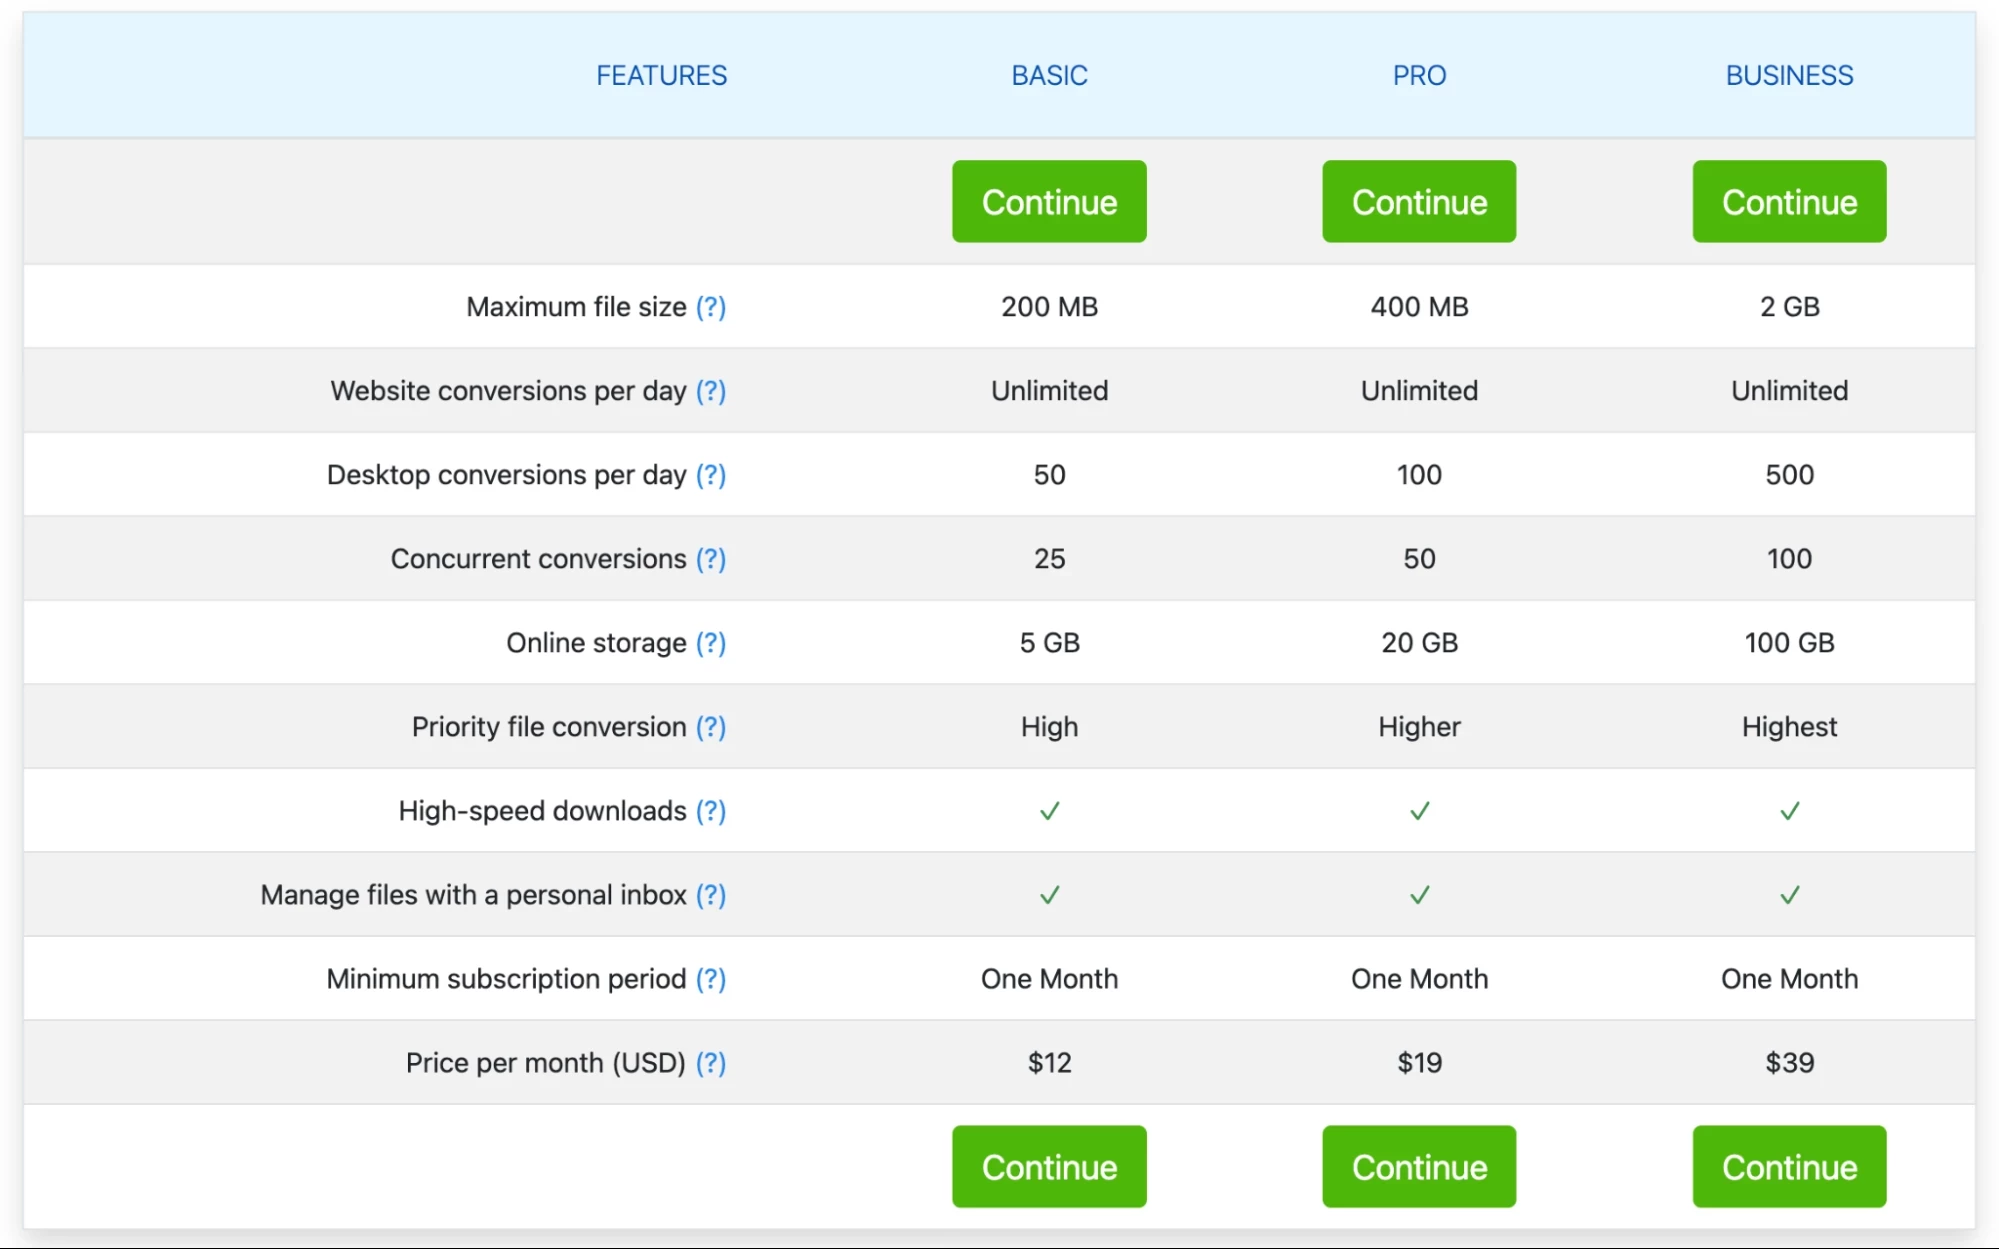 FEATURES BASIC PRO BUSINESS
Continue Continue Continue
Maximum file size (?) 200 MB 400 MB 2 GB
Website conversions per day (?) Unlimited Unlimited Unlimited
Desktop conversions per day (?) 50 100 500
Concurrent conversions (?) 25 50 100
Online storage (?) 5 GB 20 GB 100 GB
Priority file conversion (?) High Higher Highest
High-speed downloads (?) ✓ ✓ ✓
Manage files with a personal inbox (?) ✓ ✓ ✓
Minimum subscription period (?) One Month One Month One Month
Price per month (USD) (?) $12 $19 $39
Continue Continue Continue